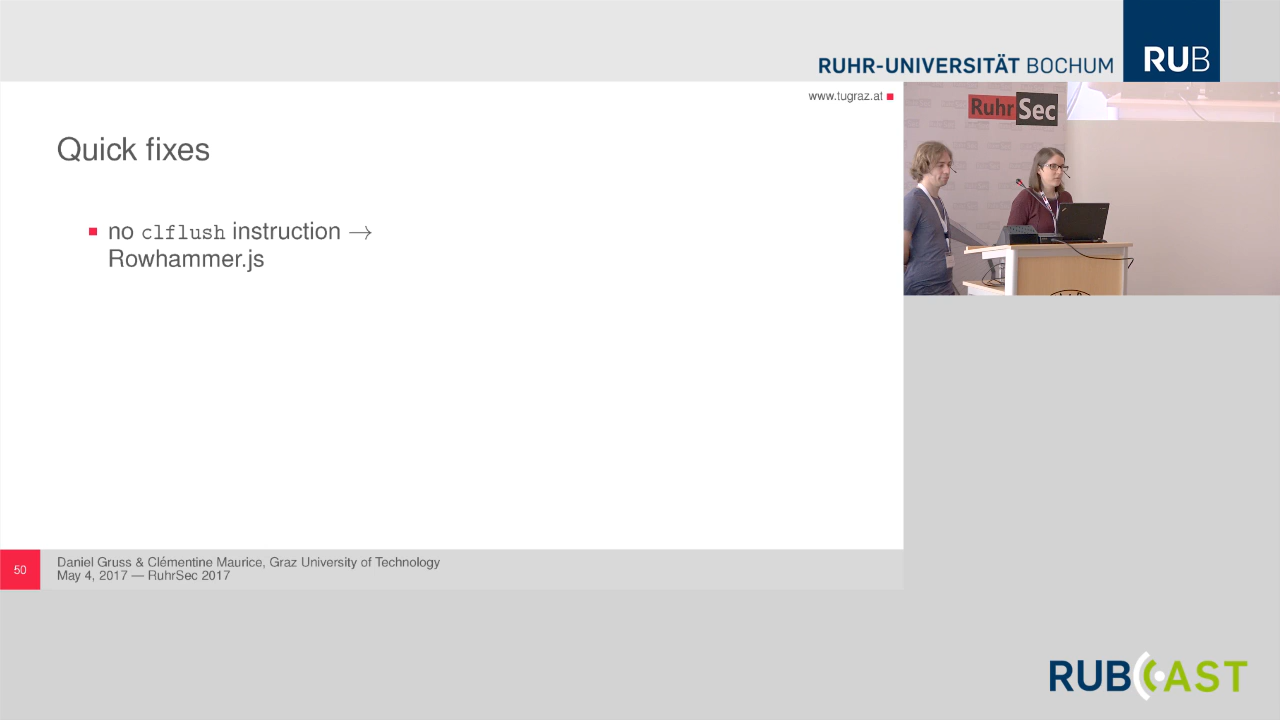 RUHR-UNIVERSITÄT BOCHUM RUB
www.tugraz.at
RuhrSec
Quick fixes
no clflush instruction →
Rowhammer.js
50
Daniel Gruss & Clémentine Maurice, Graz University of Technology
May 4, 2017 — RuhrSec 2017
RUBCAST